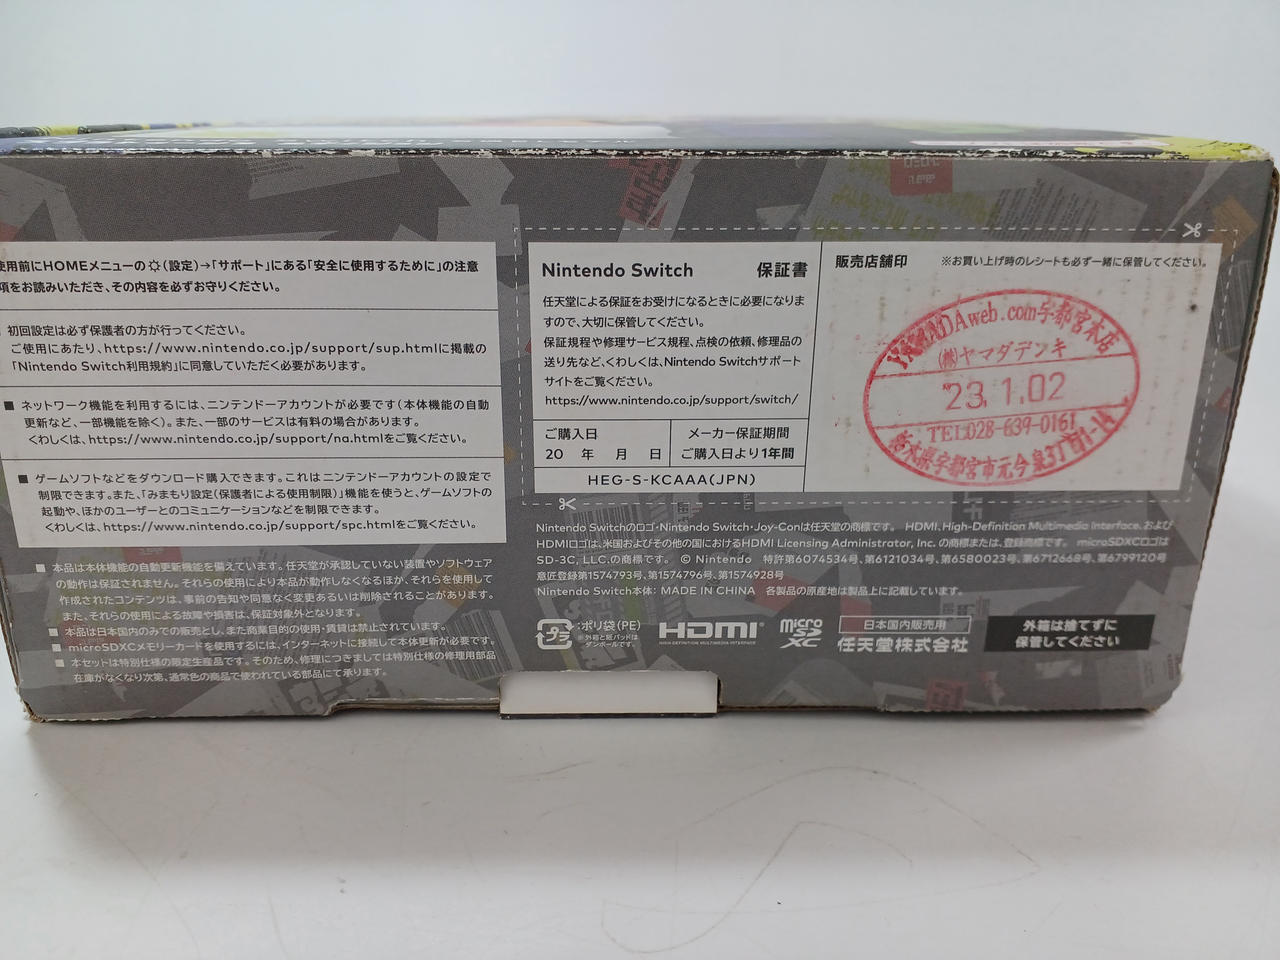 使用前にHOMEメニューの (設定)→「サポート」にある「安全に使用するために」の注意
項をお読みいただき、その内容を必ずお守りください。
初回設定は必ず保護者の方が行ってください。
ご使用にあたり、https://www.nintendo.co.jp/support/sup.htmlに掲載の
「Nintendo Switch利用規約」に同意していただく必要があります。
■ ネットワーク機能を利用するには、ニンテンドーアカウントが必要です(本体機能の自動
更新など、一部機能を除く)。また、一部のサービスは有料の場合があります。
くわしくは、https://www.nintendo.co.jp/support/na.htmlをご覧ください。
■ ゲームソフトなどをダウンロード購入できます。これはニンテンドーアカウントの設定で
制限できます。また、「みまもり設定(保護者による使用制限)」機能を使うと、ゲームソフトの
起動や、ほかのユーザーとのコミュニケーションなどを制限できます。
くわしくは、https://www.nintendo.co.jp/support/spc.htmlをご覧ください。
■ 本品は本体機能の自動更新機能を備えています。任天堂が承認していない装置やソフトウェア
の動作は保証されません。それらの使用により本品が動作しなくなるほか、それらを使用して
作成されたコンテンツは、事前の告知や同意なく変更あるいは削除されることがあります。
また、それらの使用による故障や損害は、保証対象外となります。
■ 本品は日本国内のみでの販売とし、また商業目的の使用・賃貸は禁止されています。
■ microSDXCメモリーカードを使用するには、インターネットに接続して本体更新が必要です。
■ 本セットは特別仕様の限定生産品です。そのため、修理につきましては特別仕様の修理用部品
在庫がなくなり次第、通常色の商品で使われている部品にて承ります。
Nintendo Switch 保証書
任天堂による保証をお受けになるときに必要になりま
すので、大切に保管してください。
保証規程や修理サービス規程、点検の依頼、修理品の
送り先など、くわしくは、Nintendo Switchサポート
サイトをご覧ください。
https://www.nintendo.co.jp/support/switch/
ご購入日
20 年 月 日
メーカー保証期間
ご購入日より1年間
HEG-S-KCAAA(JPN)
販売店舗印 ※お買い上げ時のレシートも必ず一緒に保管してください。
YAMADAweb.com宇都宮本店
(株)ヤマダデンキ
23.1.02
TEL:028-639-0161
栃木県宇都宮市元今泉3丁目1-14
Nintendo Switchのロゴ・Nintendo Switch・Joy-Conは任天堂の商標です。 HDMI、High-Definition Multimedia Interface、および
HDMIロゴは、米国およびその他の国におけるHDMI Licensing Administrator, Inc. の商標または、登録商標です。 microSDXCロゴは
SD-3C, LLCの商標です。 © Nintendo 特許第6074534号、第6121034号、第6580023号、第6712668号、第6799120号
意匠登録第1574793号、第1574796号、第1574928号
Nintendo Switch本体: MADE IN CHINA 各製品の原産地は製品上に記載しています。
プラ
:ポリ袋(PE)
※外箱と紙パッドは
ダンボールです。
HDMI
HIGH-DEFINITION MULTIMEDIA INTERFACE
micro SD XC
日本国内販売用
任天堂株式会社
外箱は捨てずに
保管してください